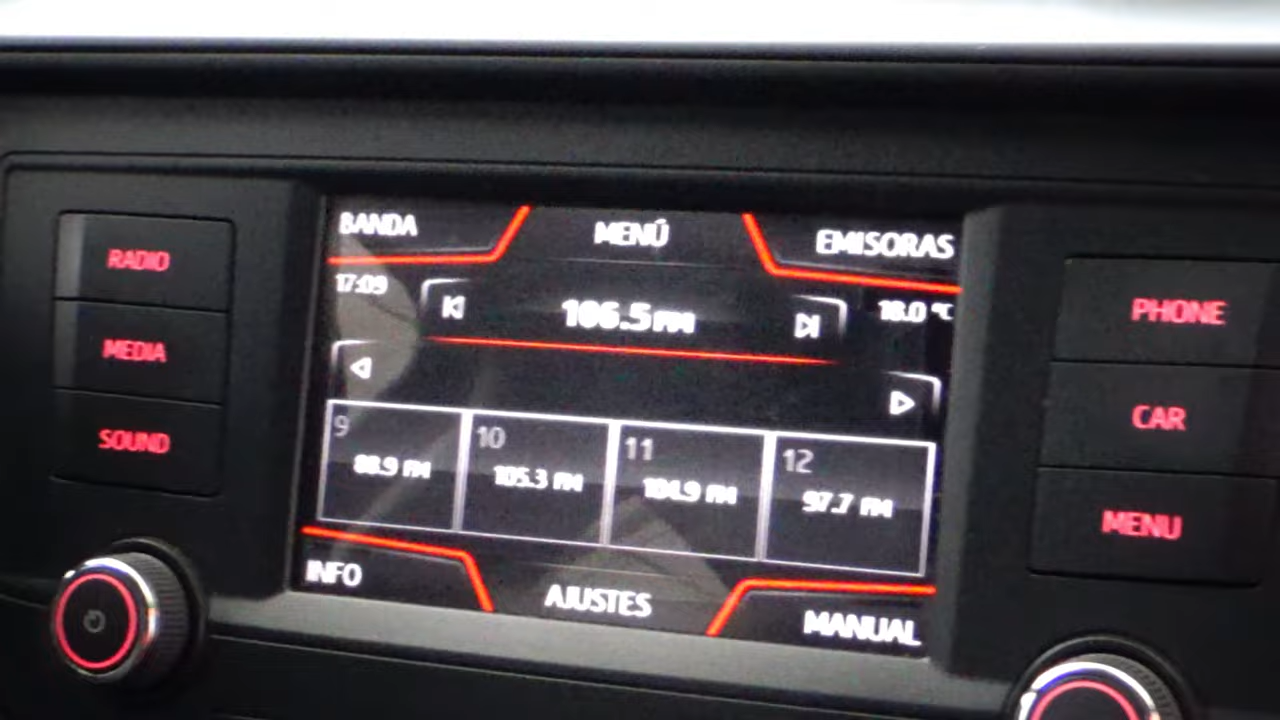 BANDA
MENÚ
EMISORAS
RADIO
17:09
106.5 FM
18.0 °C
PHONE
MEDIA
CAR
SOUND
9
10
11
12
88.9 FM
105.3 FM
104.9 FM
97.7 FM
MENU
INFO
AJUSTES
MANUAL